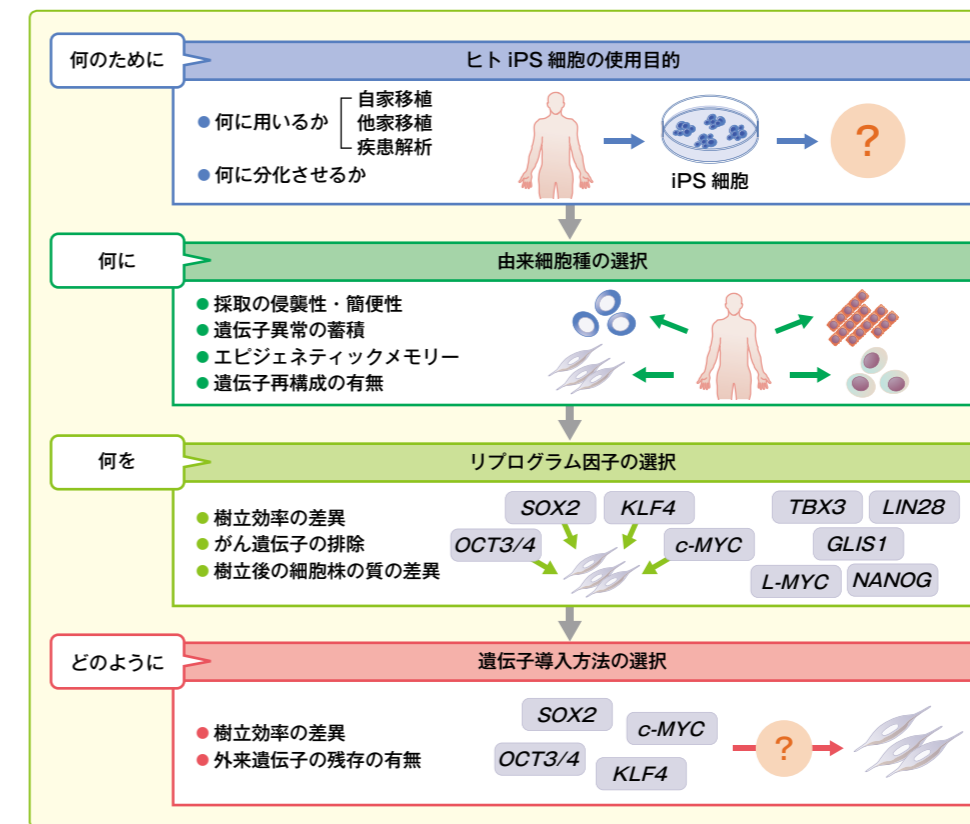 何のために
ヒト iPS 細胞の使用目的
● 何に用いるか
自家移植
他家移植
疾患解析
● 何に分化させるか
iPS 細胞
?
何に
由来細胞種の選択
● 採取の侵襲性・簡便性
● 遺伝子異常の蓄積
● エピジェネティックメモリー
● 遺伝子再構成の有無
何を
リプログラム因子の選択
● 樹立効率の差異
● がん遺伝子の排除
● 樹立後の細胞株の質の差異
SOX2 KLF4
OCT3/4 c-MYC
TBX3 LIN28
GLIS1
L-MYC NANOG
どのように
遺伝子導入方法の選択
● 樹立効率の差異
● 外来遺伝子の残存の有無
SOX2
c-MYC
OCT3/4
KLF4
?